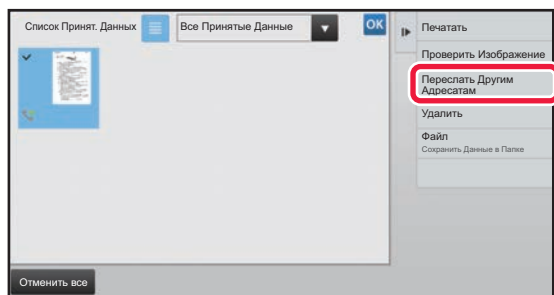 Список Принят. Данных
Все Принятые Данные
OK
Печатать
Проверить Изображение
Переслать Другим
Адресатам
Удалить
Файл
Сохранить Данные в Папке
Отменить все